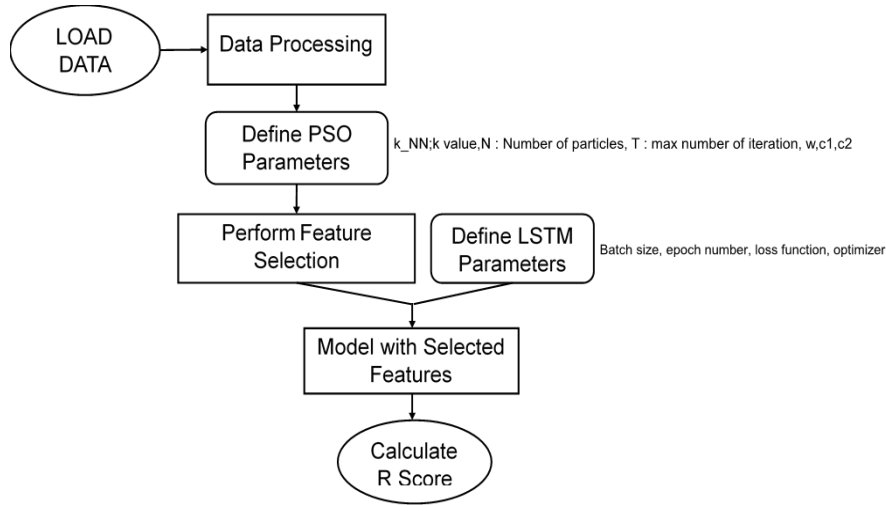 LOAD
DATA
Data Processing
Define PSO
Parameters
k_NN;k value,N : Number of particles, T : max number of iteration, w,c1,c2
Perform Feature
Selection
Define LSTM
Parameters
Batch size, epoch number, loss function, optimizer
Model with Selected
Features
Calculate
R Score